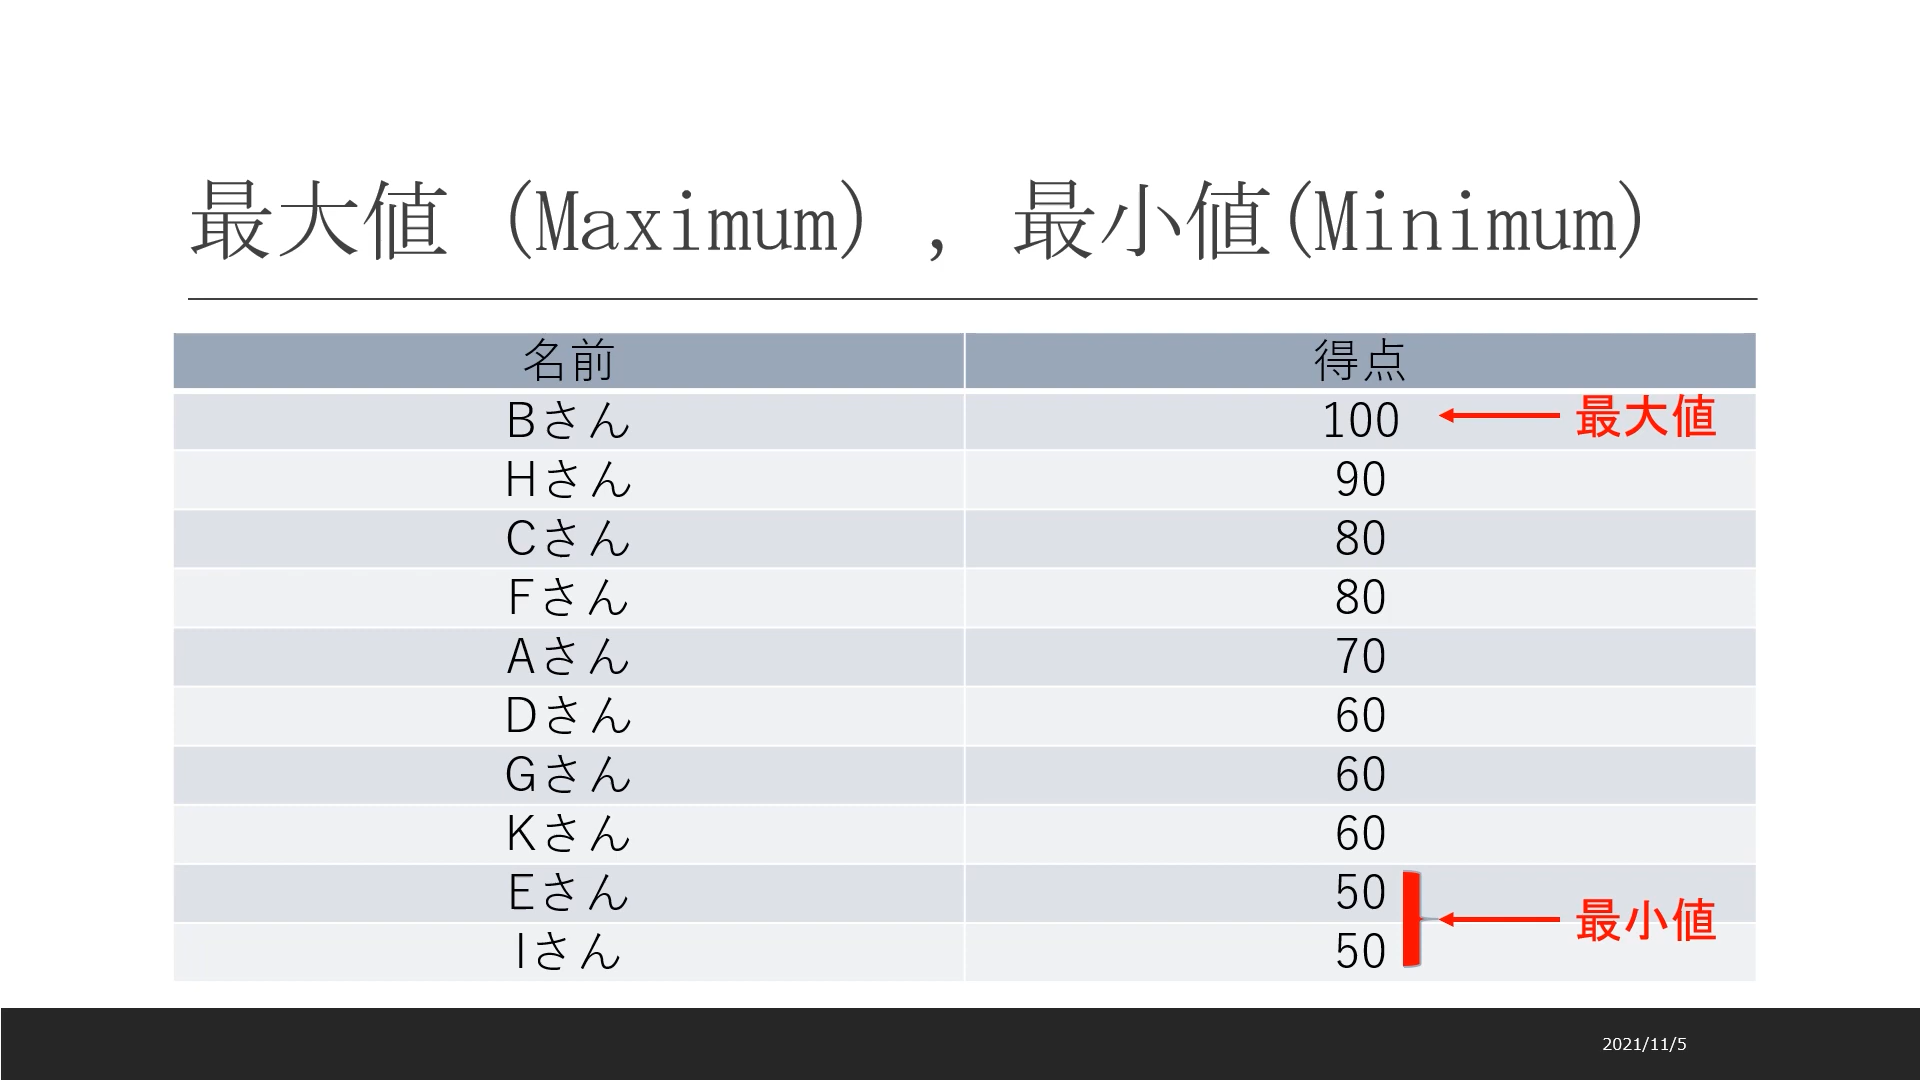 最大値 (Maximum) , 最小値(Minimum)
名前 得点
Bさん 100 最大値
Hさん 90
Cさん 80
Fさん 80
Aさん 70
Dさん 60
Gさん 60
Kさん 60
Eさん 50
最小値
Iさん 50
2021/11/5